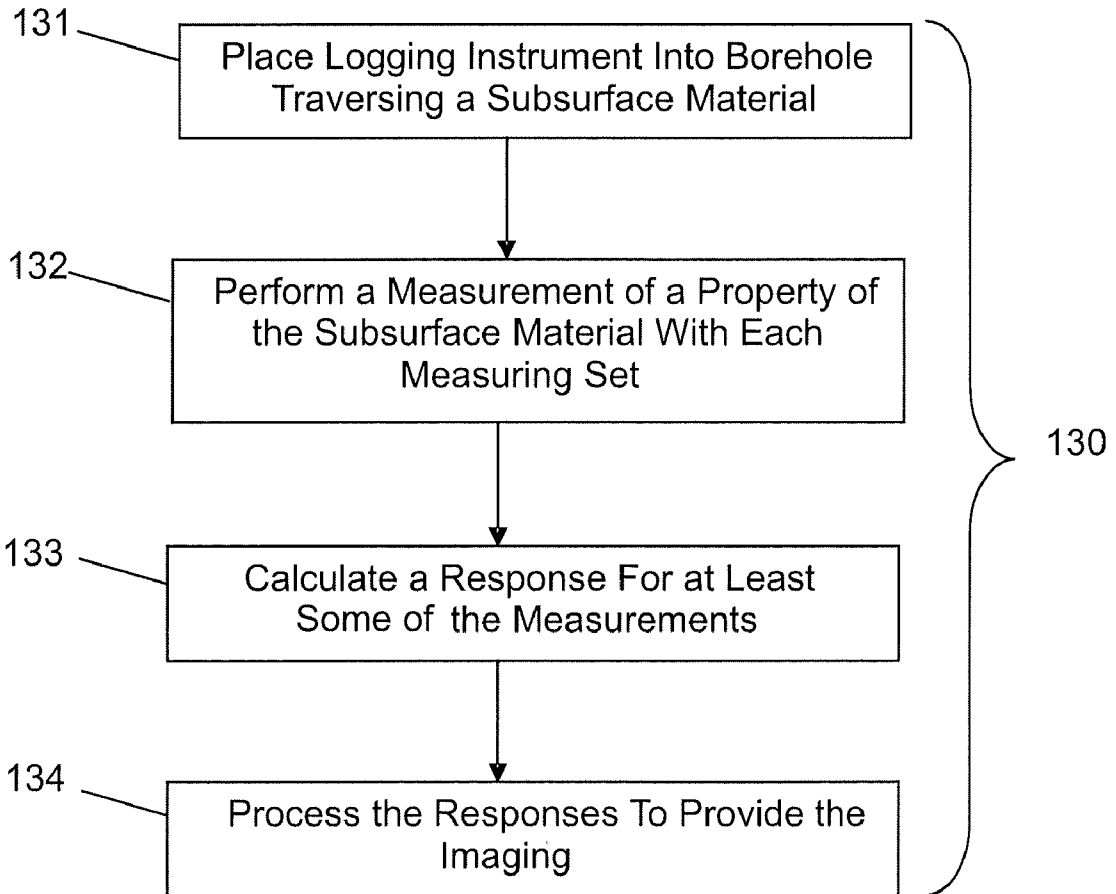 131
Place Logging Instrument Into Borehole
Traversing a Subsurface Material
132
Perform a Measurement of a Property of
the Subsurface Material With Each
Measuring Set
130
133
Calculate a Response For at Least
Some of the Measurements
134
Process the Responses To Provide the
Imaging